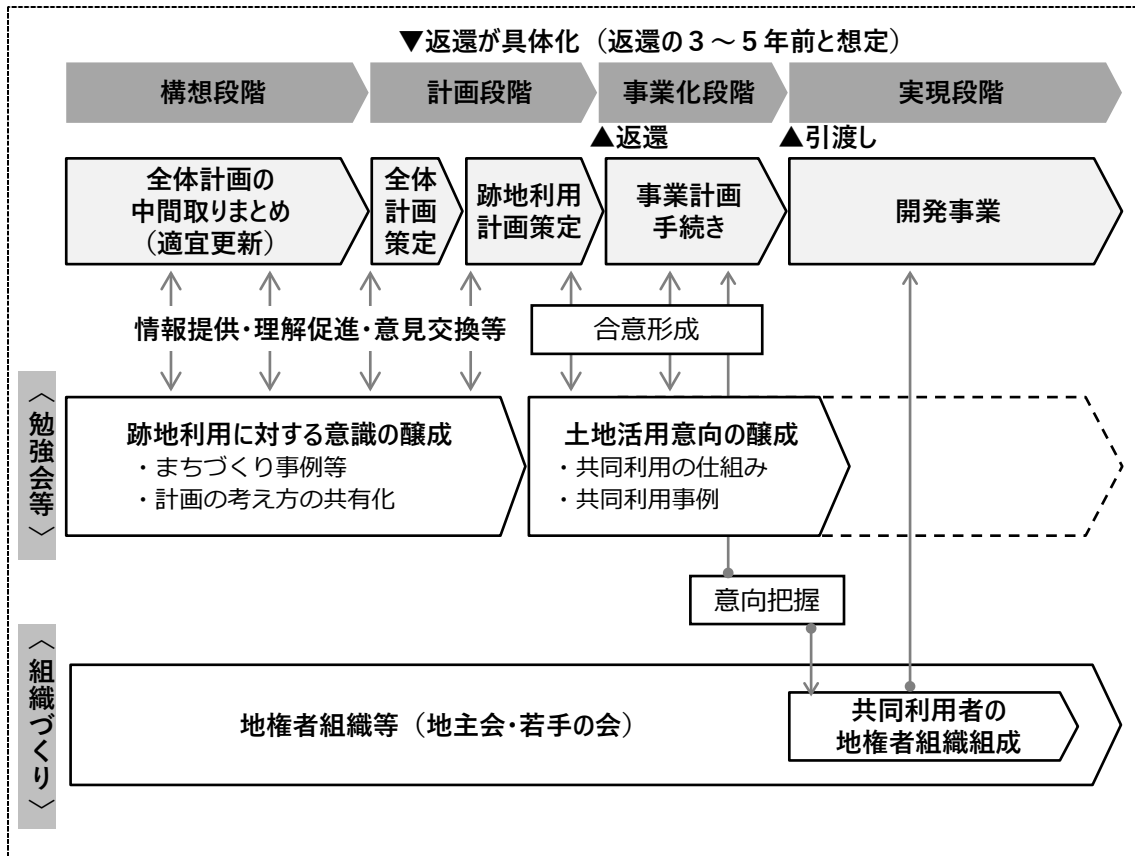 ▼返還が具体化（返還の３～５年前と想定）
構想段階
計画段階
事業化段階
実現段階
▲返還
▲引渡し
全体計画の
中間取りまとめ
（適宜更新）
全体
計画
策定
跡地利用
計画策定
事業計画
手続き
開発事業
情報提供・理解促進・意見交換等
合意形成
〈勉強会等〉
跡地利用に対する意識の醸成
・まちづくり事例等
・計画の考え方の共有化
土地活用意向の醸成
・共同利用の仕組み
・共同利用事例
意向把握
〈組織づくり〉
地権者組織等（地主会・若手の会）
共同利用者の
地権者組織組成